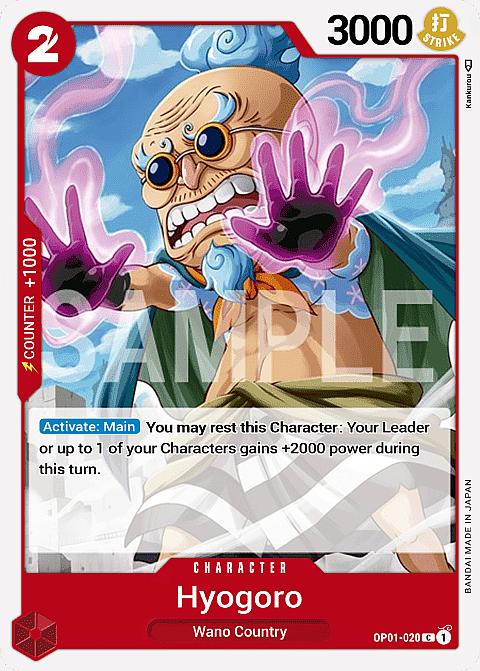 2
3000
打
STRIKE
Kankurou
COUNTER +1000
SAMPLE
Activate: Main You may rest this Character: Your Leader
or up to 1 of your Characters gains +2000 power during
this turn.
BANDAI MADE IN JAPAN
CHARACTER
Hyogoro
Wano Country
OP01-020 C 1